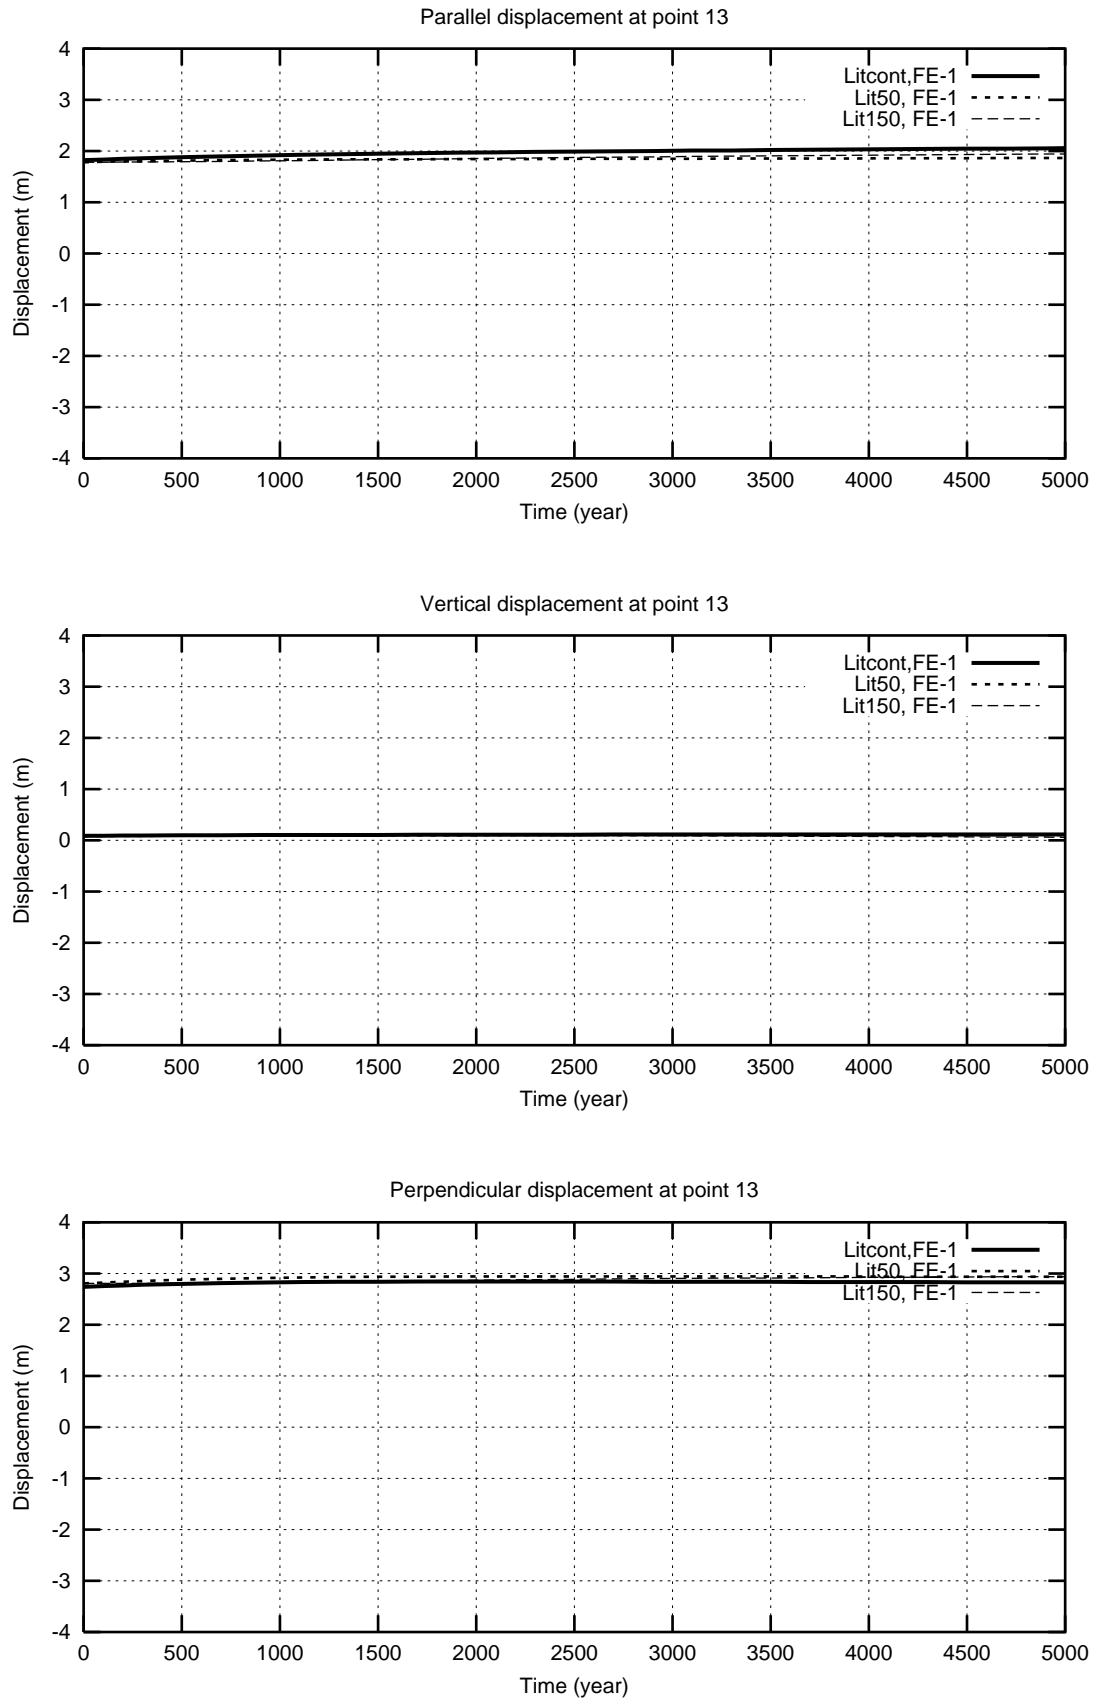 Parallel displacement at point 13
4
3
2
1
0
-1
-2
-3
-4
Displacement (m)
Litcont,FE-1
Lit50, FE-1
Lit150, FE-1
0 500 1000 1500 2000 2500 3000 3500 4000 4500 5000
Time (year)
Vertical displacement at point 13
4
3
2
1
0
-1
-2
-3
-4
Displacement (m)
Litcont,FE-1
Lit50, FE-1
Lit150, FE-1
0 500 1000 1500 2000 2500 3000 3500 4000 4500 5000
Time (year)
Perpendicular displacement at point 13
4
3
2
1
0
-1
-2
-3
-4
Displacement (m)
Litcont,FE-1
Lit50, FE-1
Lit150, FE-1
0 500 1000 1500 2000 2500 3000 3500 4000 4500 5000
Time (year)